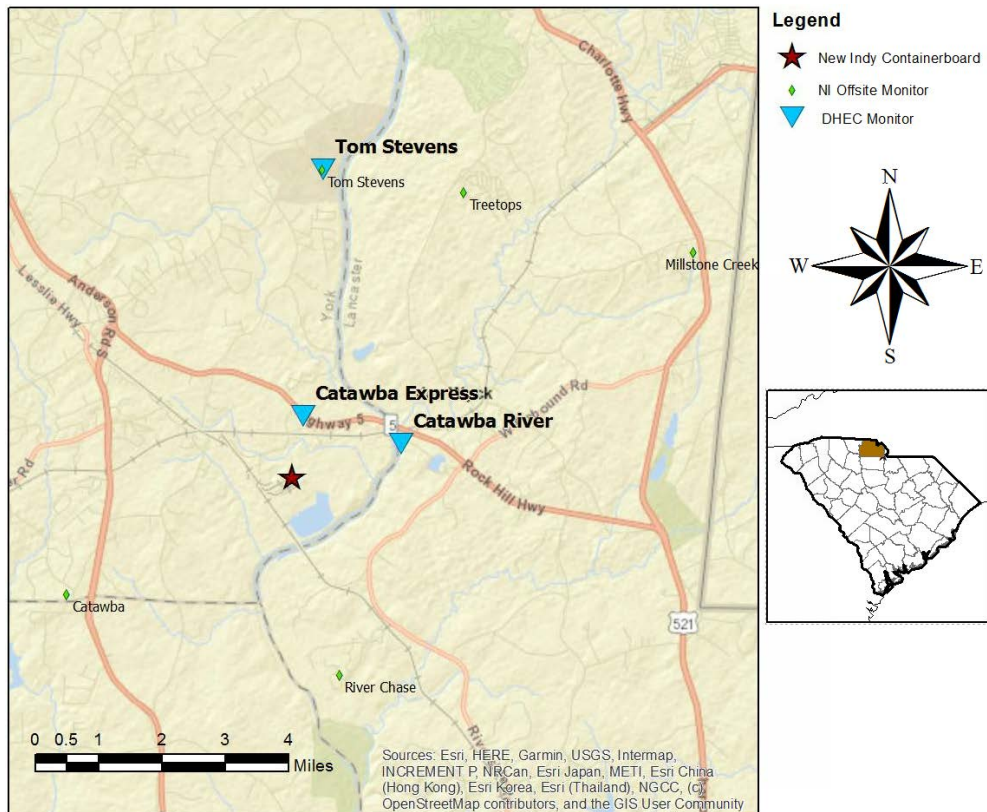 Legend
New Indy Containerboard
NI Offsite Monitor
DHEC Monitor
N
W
E
S
Charlotte Hwy
Tom Stevens
Tom Stevens
Treetops
Millstone Creek
York
Lancaster
Lesslie Hwy
Anderson Rd S
Catawba Express
Highway 5
5
Catawba River
Rock Hill Hwy
521
Catawba
River Chase
0 0.5 1 2 3 4
Miles
Sources: Esri, HERE, Garmin, USGS, Intermap,
INCREMENT P, NRCan, Esri Japan, METI, Esri China
(Hong Kong), Esri Korea, Esri (Thailand), NGCC, (c)
OpenStreetMap contributors, and the GIS User Community